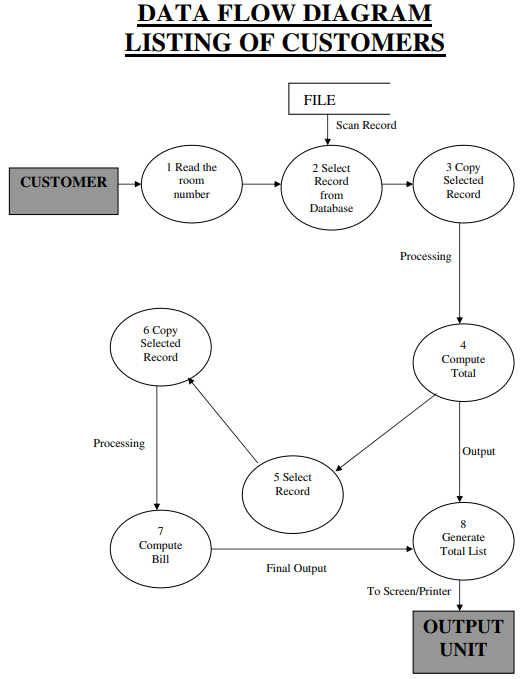 DATA FLOW DIAGRAM
LISTING OF CUSTOMERS
FILE
Scan Record
CUSTOMER
1 Read the
room
number
2 Select
Record
from
Database
3 Copy
Selected
Record
Processing
4
Compute
Total
6 Copy
Selected
Record
Processing
5 Select
Record
Output
7
Compute
Bill
8
Generate
Total List
Final Output
To Screen/Printer
OUTPUT
UNIT